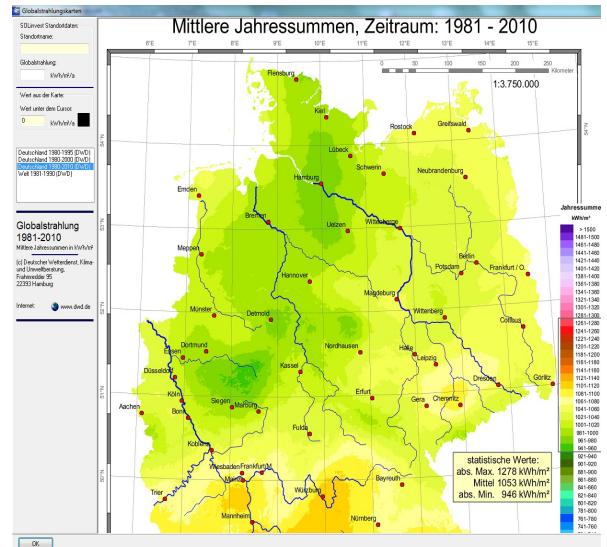 Globalstrahlungskarten
SOLinvest Standortdaten:
Standortname:
Globalstrahlung:
kWh/m²/a
Wert aus der Karte:
Wert unter dem Cursor:
0 kWh/m²/a
Deutschland 1980-1995 (DWD)
Deutschland 1980-2000 (DWD)
Deutschland 1980-2010 (DWD)
Welt 1981-1990 (DWD)
Globalstrahlung
1981-2010
Mittlere Jahressummen in kWh/m²
(c) Deutscher Wetterdienst, Klima-
und Umweltberatung,
Frahmredder 95
22393 Hamburg
Internet: www.dwd.de
OK
Mittlere Jahressummen, Zeitraum: 1981 - 2010
6°E 7°E 8°E 9°E 10°E 11°E 12°E 13°E 14°E 15°E
0 50 100 150 200 250
Kilometer
1:3.750.000
54°N 54°N
53°N 53°N
52°N 52°N
51°N 51°N
50°N
Flensburg
Kiel
Rostock
Greifswald
Lübeck
Schwerin
Neubrandenburg
Hamburg
Emden
Bremen
Uelzen
Wittenberge
Meppen
Berlin
Potsdam
Frankfurt / O.
Hannover
Magdeburg
Münster
Detmold
Wittenberg
Cottbus
Dortmund
Essen
Nordhausen
Halle
Leipzig
Düsseldorf
Kassel
Dresden
Görlitz
Köln
Siegen
Marburg
Erfurt
Gera
Chemnitz
Aachen
Bonn
Fulda
Koblenz
Wiesbaden
Frankfurt/M.
Mainz
Bayreuth
Trier
Würzburg
Mannheim
Nürnberg
statistische Werte:
abs. Max. 1278 kWh/m²
Mittel 1053 kWh/m²
abs. Min. 946 kWh/m²
Jahressumme
kWh/m²
> 1500
1481-1500
1461-1480
1441-1460
1421-1440
1401-1420
1381-1400
1361-1380
1341-1360
1321-1340
1301-1320
1281-1300
1261-1280
1241-1260
1221-1240
1201-1220
1181-1200
1161-1180
1141-1160
1121-1140
1101-1120
1081-1100
1061-1080
1041-1060
1021-1040
1001-1020
981-1000
961-980
941-960
921-940
901-920
881-900
861-880
841-860
821-840
801-820
781-800
761-780
741-760